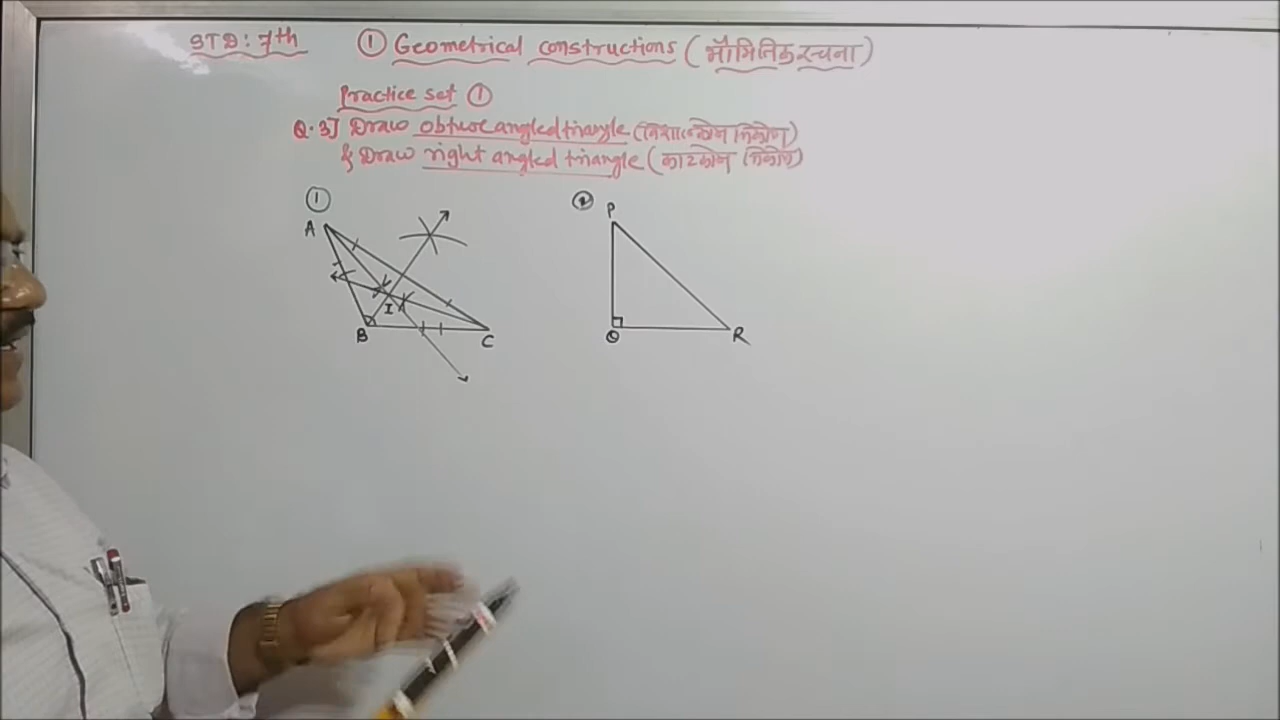 STD: 7th ① Geometrical constructions (भौमितिक रचना)
Practice set ①
Q.3] Draw obtuse angled triangle (विशालकोन त्रिकोण)
& Draw right angled triangle (काटकोन त्रिकोण)
① ②
A P
I
B C Q R